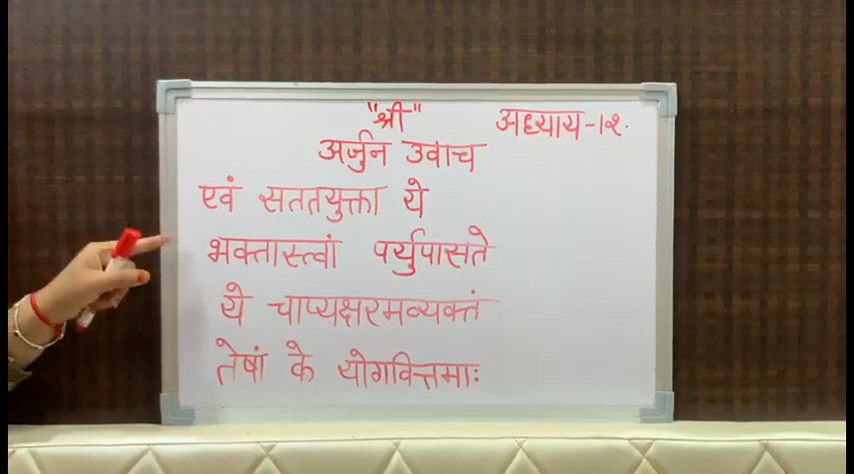 "श्री" अध्याय-१२.
अर्जुन उवाच
एवं सततयुक्ता ये
भक्तास्त्वां पर्युपासते
ये चाप्यक्षरमव्यक्तं
तेषां के योगवित्तमाः